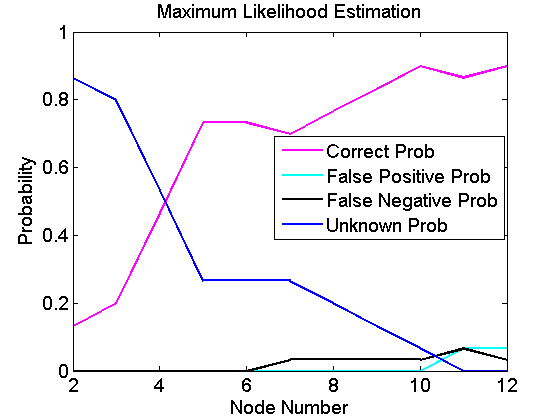 Maximum Likelihood Estimation
1
0.8
0.6
0.4
0.2
0
Probability
Correct Prob
False Positive Prob
False Negative Prob
Unknown Prob
2 4 6 8 10 12
Node Number